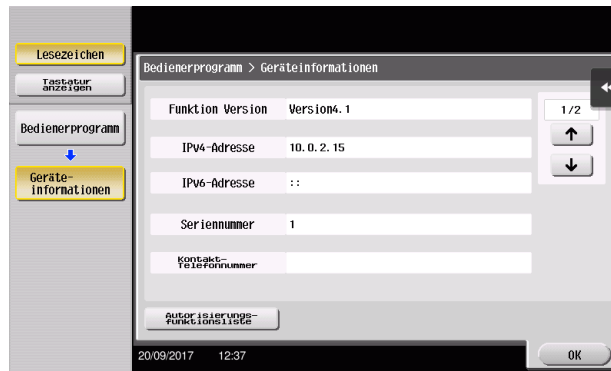 Lesezeichen
Tastatur
anzeigen
Bedienerprogramm
Geräte-
informationen
Bedienerprogramm > Geräteinformationen
Funktion Version Version4.1
1/2
IPv4-Adresse 10.0.2.15
IPv6-Adresse ::
Seriennummer 1
Kontakt-
Telefonnummer
Autorisierungs-
funktionsliste
20/09/2017 12:37
OK